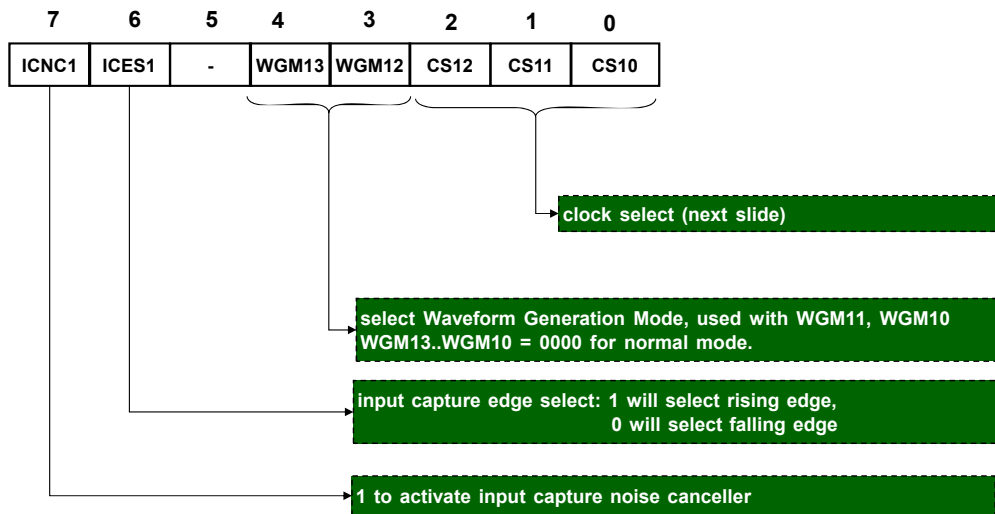 7 6 5 4 3 2 1 0
ICNC1 ICES1 - WGM13 WGM12 CS12 CS11 CS10
clock select (next slide)
select Waveform Generation Mode, used with WGM11, WGM10
WGM13..WGM10 = 0000 for normal mode.
input capture edge select: 1 will select rising edge,
0 will select falling edge
1 to activate input capture noise canceller